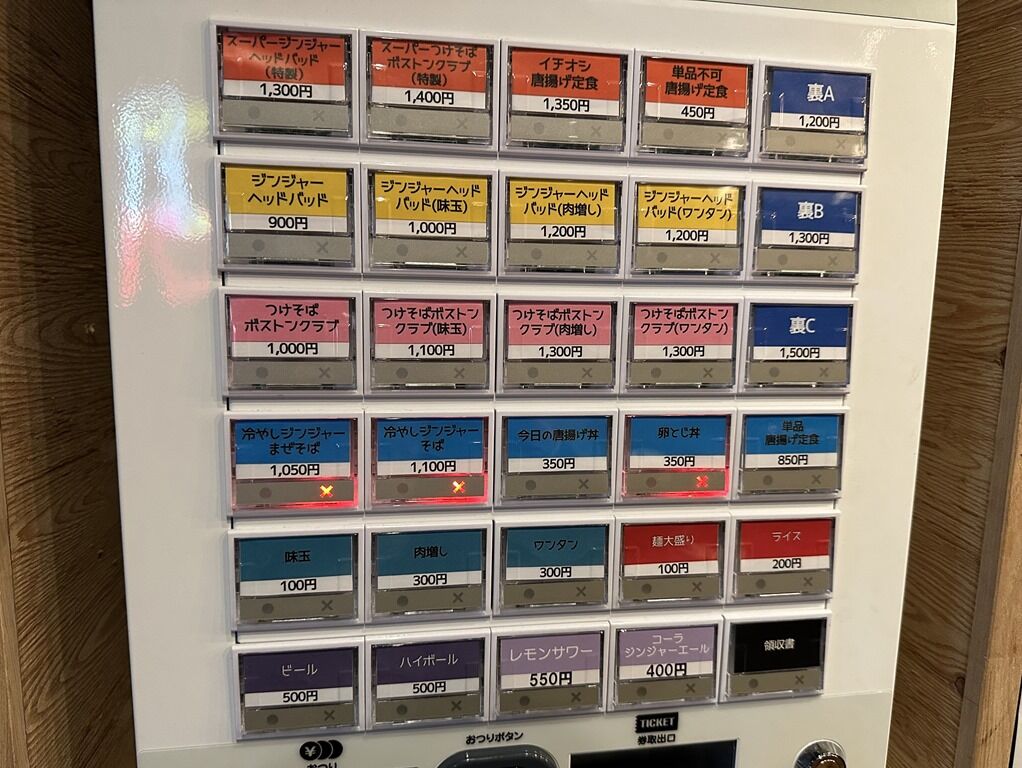 スーパージンジャー
ヘッドバッド
(特製)
1,300円
スーパーつけそば
ボストンクラブ
(特製)
1,400円
イチオシ
唐揚げ定食
1,350円
単品不可
唐揚げ定食
450円
裏A
1,200円
ジンジャー
ヘッドバッド
900円
ジンジャーヘッド
バッド(味玉)
1,000円
ジンジャーヘッド
バッド(肉増し)
1,200円
ジンジャーヘッド
バッド(ワンタン)
1,200円
裏B
1,300円
つけそば
ボストンクラブ
1,000円
つけそばボストン
クラブ(味玉)
1,100円
つけそばボストン
クラブ(肉増し)
1,300円
つけそばボストン
クラブ(ワンタン)
1,300円
裏C
1,500円
冷やしジンジャー
まぜそば
1,050円
冷やしジンジャー
そば
1,100円
今日の唐揚げ丼
350円
卵とじ丼
350円
単品
唐揚げ定食
850円
味玉
100円
肉増し
300円
ワンタン
300円
麺大盛り
100円
ライス
200円
ビール
500円
ハイボール
500円
レモンサワー
550円
コーラ
ジンジャーエール
400円
領収書
おつり
おつりボタン
TICKET
券取出口